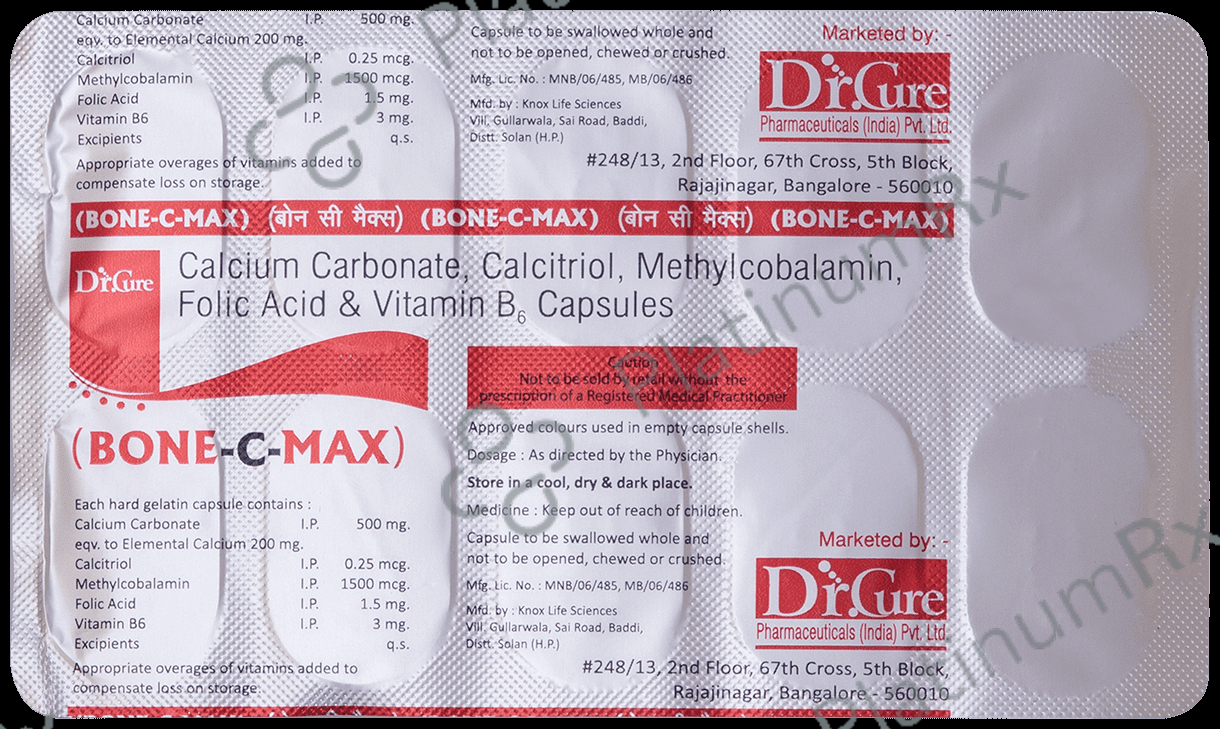 Calcium Carbonate I.P. 500 mg.
eqv. to Elemental Calcium 200 mg.
Calcitriol I.P. 0.25 mcg.
Methylcobalamin I.P. 1500 mcg.
Folic Acid I.P. 1.5 mg.
Vitamin B6 I.P. 3 mg.
Excipients q.s.
Appropriate overages of vitamins added to
compensate loss on storage.
Capsule to be swallowed whole and
not to be opened, chewed or crushed.
Mfg. Lic. No. : MNB/06/485, MB/06/486
Mfd. by : Knox Life Sciences
Vill. Gullarwala, Sai Road, Baddi,
Distt. Solan (H.P.)
Marketed by: -
Dr.Cure
Pharmaceuticals (India) Pvt. Ltd.
#248/13, 2nd Floor, 67th Cross, 5th Block,
Rajajinagar, Bangalore - 560010
(BONE-C-MAX) (बोन सी मैक्स) (BONE-C-MAX) (बोन सी मैक्स) (BONE-C-MAX)
Dr.Cure
Calcium Carbonate, Calcitriol, Methylcobalamin,
Folic Acid & Vitamin B6 Capsules
(BONE-C-MAX)
Each hard gelatin capsule contains :
Calcium Carbonate I.P. 500 mg.
eqv. to Elemental Calcium 200 mg.
Calcitriol I.P. 0.25 mcg.
Methylcobalamin I.P. 1500 mcg.
Folic Acid I.P. 1.5 mg.
Vitamin B6 I.P. 3 mg.
Excipients q.s.
Appropriate overages of vitamins added to
compensate loss on storage.
Caution
Not to be sold by retail without the
prescription of a Registered Medical Practitioner
Approved colours used in empty capsule shells.
Dosage : As directed by the Physician.
Store in a cool, dry & dark place.
Medicine : Keep out of reach of children.
Capsule to be swallowed whole and
not to be opened, chewed or crushed.
Mfg. Lic. No. : MNB/06/485, MB/06/486
Mfd. by : Knox Life Sciences
Vill. Gullarwala, Sai Road, Baddi,
Distt. Solan (H.P.)
Marketed by: -
Dr.Cure
Pharmaceuticals (India) Pvt. Ltd.
#248/13, 2nd Floor, 67th Cross, 5th Block,
Rajajinagar, Bangalore - 560010
PlatinumRx
PlatinumRx